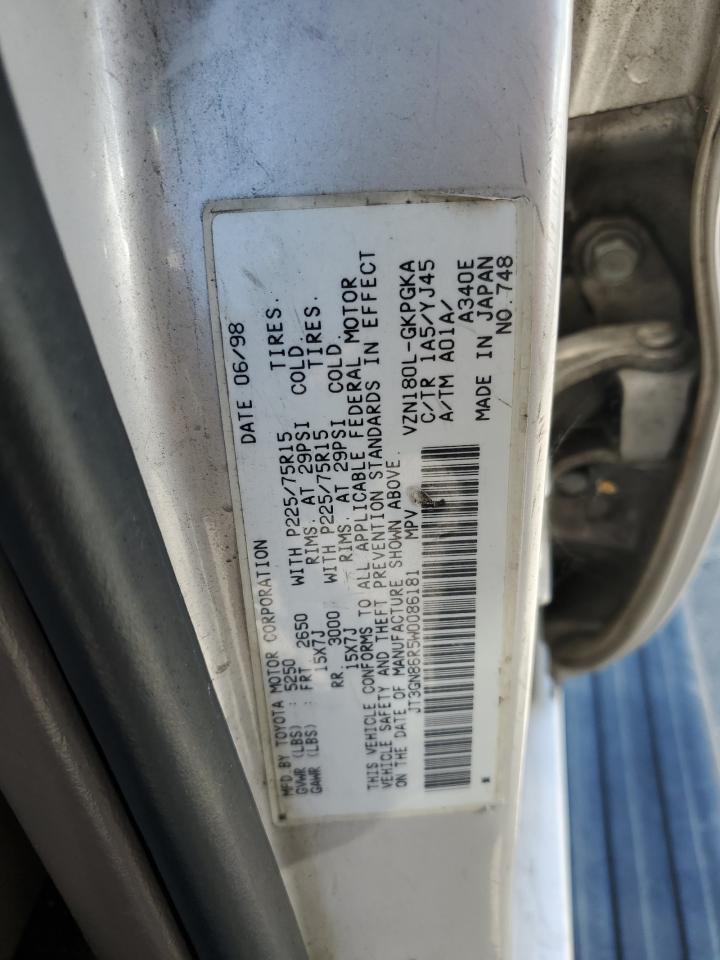 MFD BY TOYOTA MOTOR CORPORATION DATE 06/98
GVWR (LBS) : 5250
GAWR (LBS) : FRT 2650 WITH P225/75R15 TIRES.
15X7J RIMS. AT 29PSI COLD.
RR 3000 WITH P225/75R15 TIRES.
15X7J RIMS. AT 29PSI COLD.
THIS VEHICLE CONFORMS TO ALL APPLICABLE FEDERAL MOTOR
VEHICLE SAFETY AND THEFT PREVENTION STANDARDS IN EFFECT
ON THE DATE OF MANUFACTURE SHOWN ABOVE.
JT3GN86R5W0086181 MPV VZN180L-GKPGKA
C/TR 1A5/YJ45
A/TM A01A/
A340E
MADE IN JAPAN
NO.748